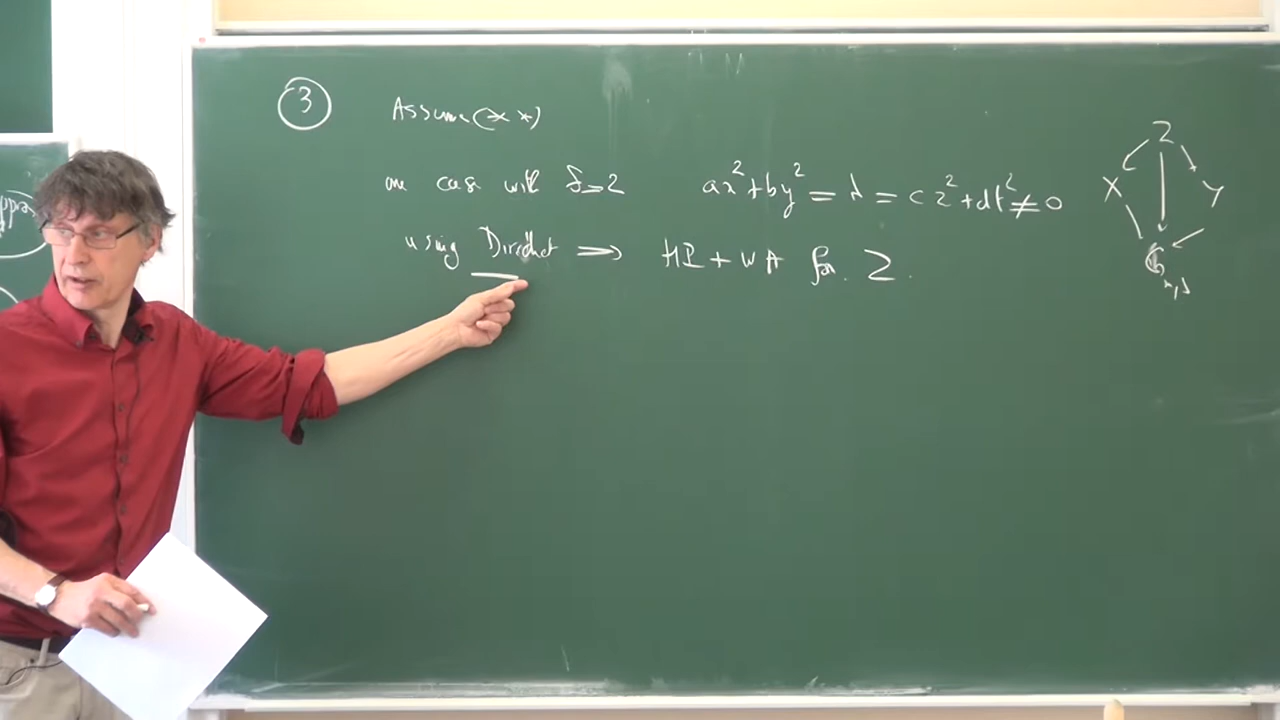 ③ Assume (* *)
one case with δ=2 ax²+by² = λ = cz²+dt² ≠ 0
using Dirichlet ⇒ HP + WA for Z.
Z
X Y
G